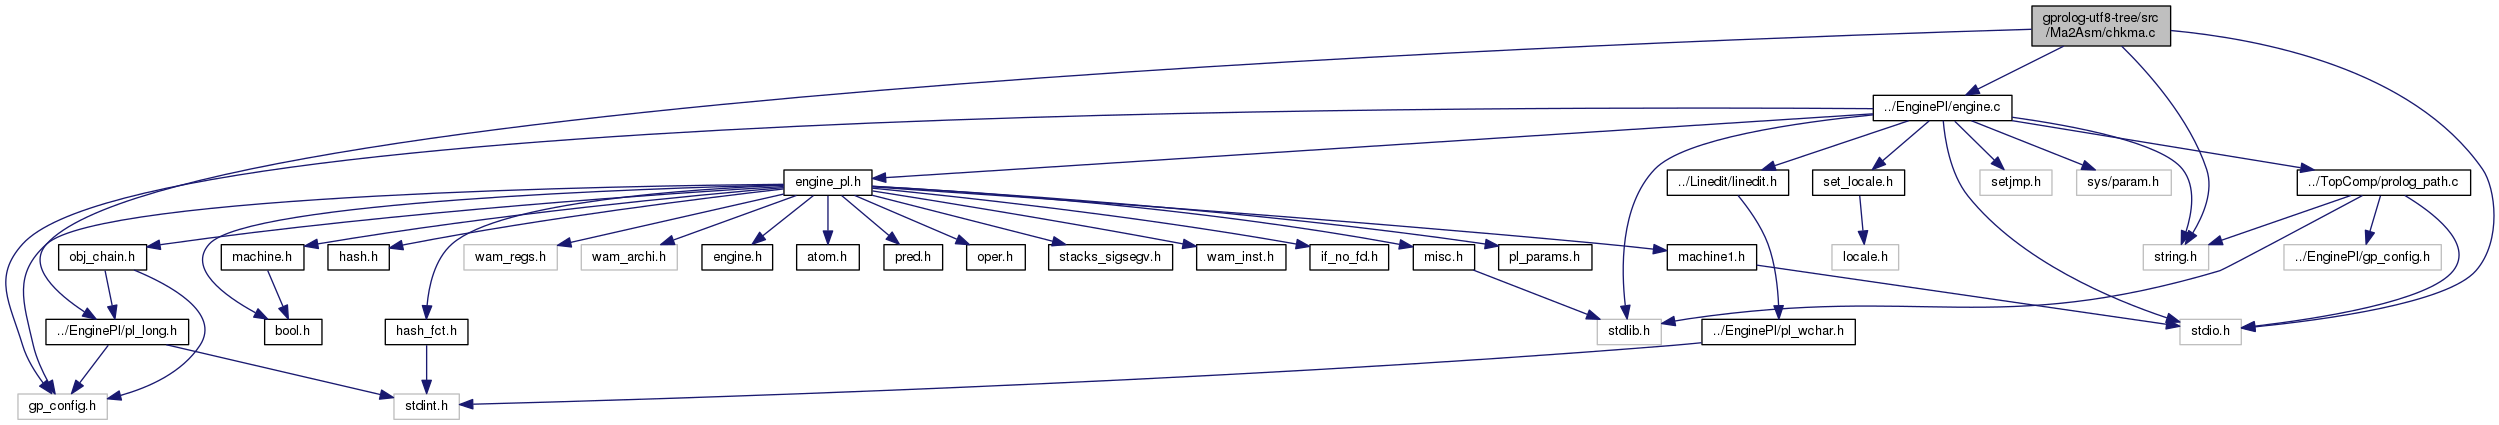 gprolog-utf8-tree/src
/Ma2Asm/chkma.c
../EnginePl/engine.c
engine_pl.h
../Linedit/linedit.h
set_locale.h
setjmp.h
sys/param.h
../TopComp/prolog_path.c
obj_chain.h
machine.h
hash.h
wam_regs.h
wam_archi.h
engine.h
atom.h
pred.h
oper.h
stacks_sigsegv.h
wam_inst.h
if_no_fd.h
misc.h
pl_params.h
machine1.h
locale.h
string.h
../EnginePl/gp_config.h
../EnginePl/pl_long.h
bool.h
hash_fct.h
stdlib.h
../EnginePl/pl_wchar.h
stdio.h
gp_config.h
stdint.h